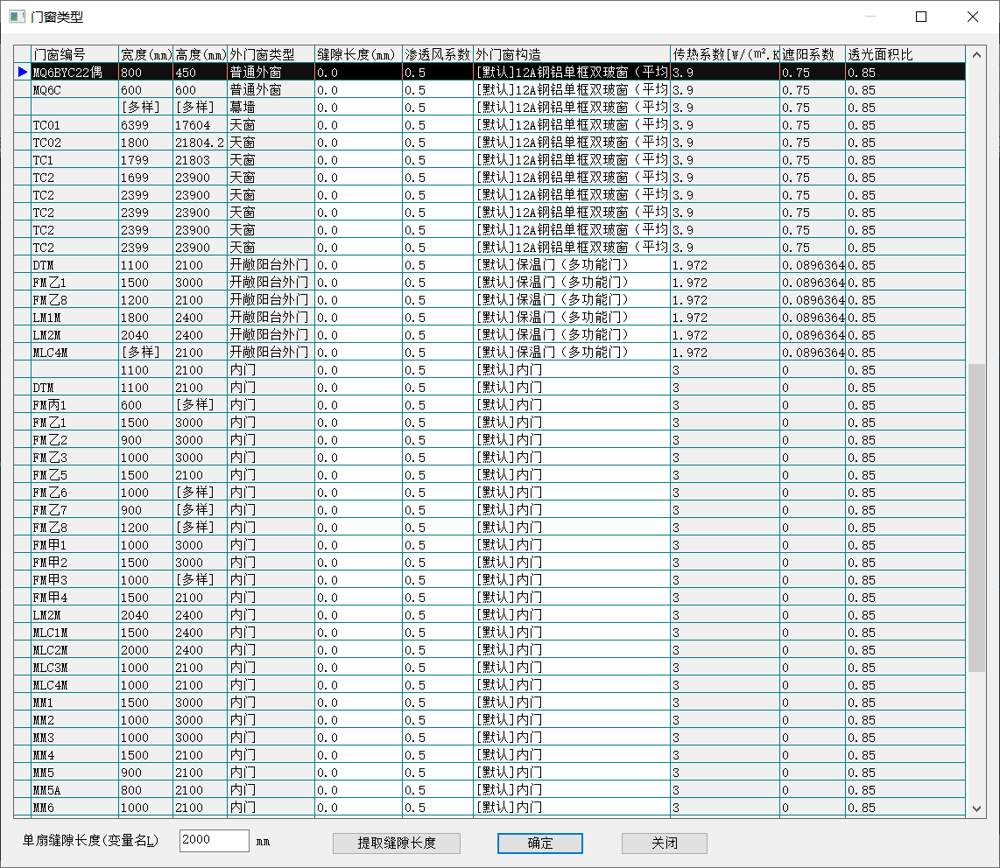 门窗类型
门窗编号 宽度(mm) 高度(mm) 外门窗类型 缝隙长度(mm) 渗透风系数 外门窗构造 传热系数[W/(㎡.K 遮阳系数 透光面积比
MQ6BYC22偶 800 450 普通外窗 0.0 0.5 [默认]12A钢铝单框双玻窗（平均 3.9 0.75 0.85
MQ6C 600 600 普通外窗 0.0 0.5 [默认]12A钢铝单框双玻窗（平均 3.9 0.75 0.85
[多样] [多样] 幕墙 0.0 0.5 [默认]12A钢铝单框双玻窗（平均 3.9 0.75 0.85
TC01 6399 17604 天窗 0.0 0.5 [默认]12A钢铝单框双玻窗（平均 3.9 0.75 0.85
TC02 1800 21804.2 天窗 0.0 0.5 [默认]12A钢铝单框双玻窗（平均 3.9 0.75 0.85
TC1 1799 21803 天窗 0.0 0.5 [默认]12A钢铝单框双玻窗（平均 3.9 0.75 0.85
TC2 1699 23900 天窗 0.0 0.5 [默认]12A钢铝单框双玻窗（平均 3.9 0.75 0.85
TC2 2399 23900 天窗 0.0 0.5 [默认]12A钢铝单框双玻窗（平均 3.9 0.75 0.85
TC2 2399 23900 天窗 0.0 0.5 [默认]12A钢铝单框双玻窗（平均 3.9 0.75 0.85
TC2 2399 23900 天窗 0.0 0.5 [默认]12A钢铝单框双玻窗（平均 3.9 0.75 0.85
TC2 2399 23900 天窗 0.0 0.5 [默认]12A钢铝单框双玻窗（平均 3.9 0.75 0.85
DTM 1100 2100 开敞阳台外门 0.0 0.5 [默认]保温门（多功能门） 1.972 0.0896364 0.85
FM乙1 1500 3000 开敞阳台外门 0.0 0.5 [默认]保温门（多功能门） 1.972 0.0896364 0.85
FM乙8 1200 2100 开敞阳台外门 0.0 0.5 [默认]保温门（多功能门） 1.972 0.0896364 0.85
LM1M 1800 2400 开敞阳台外门 0.0 0.5 [默认]保温门（多功能门） 1.972 0.0896364 0.85
LM2M 2040 2400 开敞阳台外门 0.0 0.5 [默认]保温门（多功能门） 1.972 0.0896364 0.85
MLC4M [多样] 2100 开敞阳台外门 0.0 0.5 [默认]保温门（多功能门） 1.972 0.0896364 0.85
1100 2100 内门 0.0 0.5 [默认]内门 3 0 0.85
DTM 1100 2100 内门 0.0 0.5 [默认]内门 3 0 0.85
FM丙1 600 [多样] 内门 0.0 0.5 [默认]内门 3 0 0.85
FM乙1 1500 3000 内门 0.0 0.5 [默认]内门 3 0 0.85
FM乙2 900 3000 内门 0.0 0.5 [默认]内门 3 0 0.85
FM乙3 1000 3000 内门 0.0 0.5 [默认]内门 3 0 0.85
FM乙5 1500 2100 内门 0.0 0.5 [默认]内门 3 0 0.85
FM乙6 1000 [多样] 内门 0.0 0.5 [默认]内门 3 0 0.85
FM乙7 900 [多样] 内门 0.0 0.5 [默认]内门 3 0 0.85
FM乙8 1200 [多样] 内门 0.0 0.5 [默认]内门 3 0 0.85
FM甲1 1000 3000 内门 0.0 0.5 [默认]内门 3 0 0.85
FM甲2 1500 3000 内门 0.0 0.5 [默认]内门 3 0 0.85
FM甲3 1000 [多样] 内门 0.0 0.5 [默认]内门 3 0 0.85
FM甲4 1500 2100 内门 0.0 0.5 [默认]内门 3 0 0.85
LM2M 2040 2400 内门 0.0 0.5 [默认]内门 3 0 0.85
MLC1M 1500 2400 内门 0.0 0.5 [默认]内门 3 0 0.85
MLC2M 2000 2400 内门 0.0 0.5 [默认]内门 3 0 0.85
MLC3M 1000 2100 内门 0.0 0.5 [默认]内门 3 0 0.85
MLC4M 1000 2100 内门 0.0 0.5 [默认]内门 3 0 0.85
MM1 1500 3000 内门 0.0 0.5 [默认]内门 3 0 0.85
MM2 1000 3000 内门 0.0 0.5 [默认]内门 3 0 0.85
MM3 1000 3000 内门 0.0 0.5 [默认]内门 3 0 0.85
MM4 1500 2100 内门 0.0 0.5 [默认]内门 3 0 0.85
MM5 900 2100 内门 0.0 0.5 [默认]内门 3 0 0.85
MM5A 800 2100 内门 0.0 0.5 [默认]内门 3 0 0.85
MM6 1000 2100 内门 0.0 0.5 [默认]内门 3 0 0.85
单扇缝隙长度(变量名L) 2000 mm 提取缝隙长度 确定 关闭